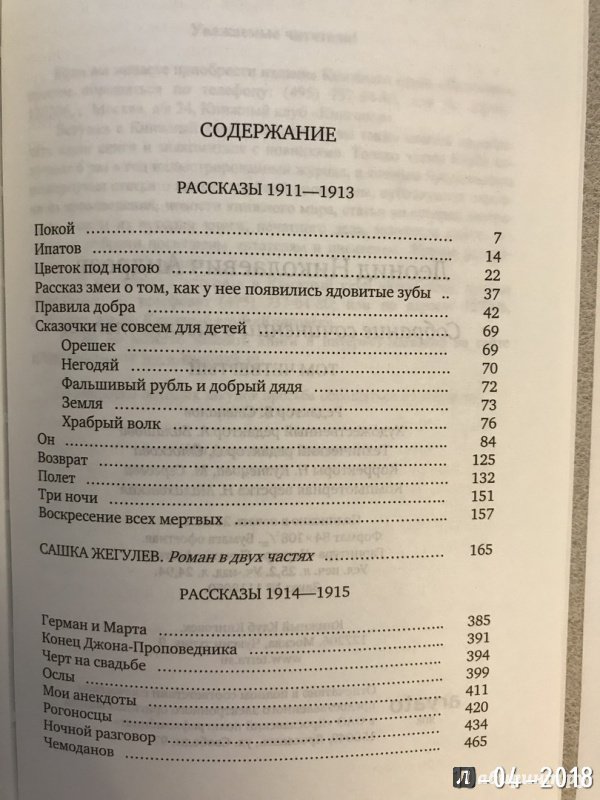 СОДЕРЖАНИЕ
РАССКАЗЫ 1911—1913
Покой 7
Ипатов 14
Цветок под ногою 22
Рассказ змеи о том, как у нее появились ядовитые зубы .. 37
Правила добра 42
Сказочки не совсем для детей 69
Орешек 69
Негодяй 70
Фальшивый рубль и добрый дядя 72
Земля 73
Храбрый волк 76
Он 84
Возврат 125
Полет 132
Три ночи 151
Воскресение всех мертвых 157
САШКА ЖЕГУЛЕВ. Роман в двух частях 165
РАССКАЗЫ 1914—1915
Герман и Марта 385
Конец Джона-Проповедника 391
Черт на свадьбе 394
Ослы 399
Мои анекдоты 411
Рогоносцы 420
Ночной разговор 434
Чемоданов 465
04 2018